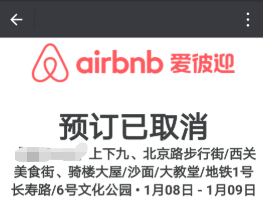 airbnb 爱彼迎
预订已取消
上下九、北京路步行街/西关
美食街、骑楼大屋/沙面/大教堂/地铁1号
长寿路/6号文化公园 • 1月08日 - 1月09日